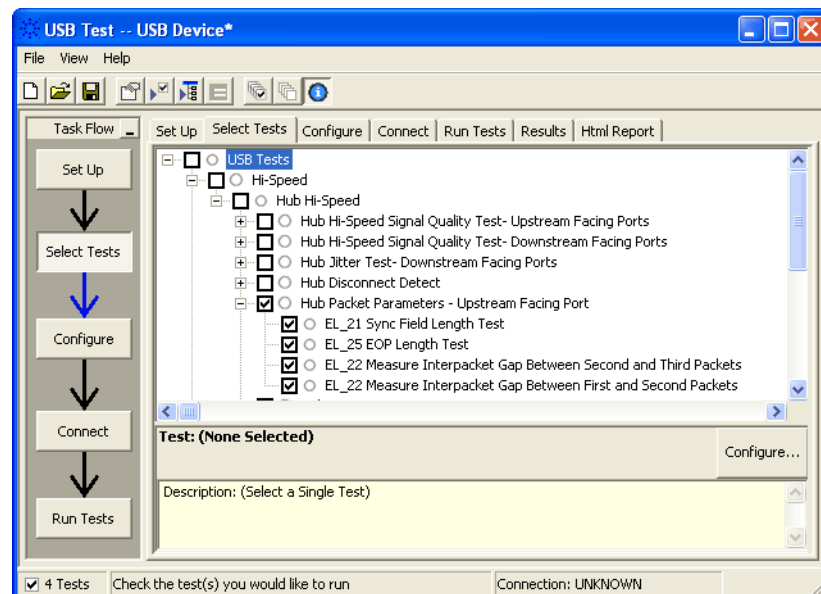 USB Test -- USB Device*
File View Help
Task Flow
Set Up
Select Tests
Configure
Connect
Run Tests
Set Up Select Tests Configure Connect Run Tests Results Html Report
USB Tests
Hi-Speed
Hub Hi-Speed
Hub Hi-Speed Signal Quality Test- Upstream Facing Ports
Hub Hi-Speed Signal Quality Test- Downstream Facing Ports
Hub Jitter Test- Downstream Facing Ports
Hub Disconnect Detect
Hub Packet Parameters - Upstream Facing Port
EL_21 Sync Field Length Test
EL_25 EOP Length Test
EL_22 Measure Interpacket Gap Between Second and Third Packets
EL_22 Measure Interpacket Gap Between First and Second Packets
Test: (None Selected)
Configure...
Description: (Select a Single Test)
4 Tests Check the test(s) you would like to run Connection: UNKNOWN